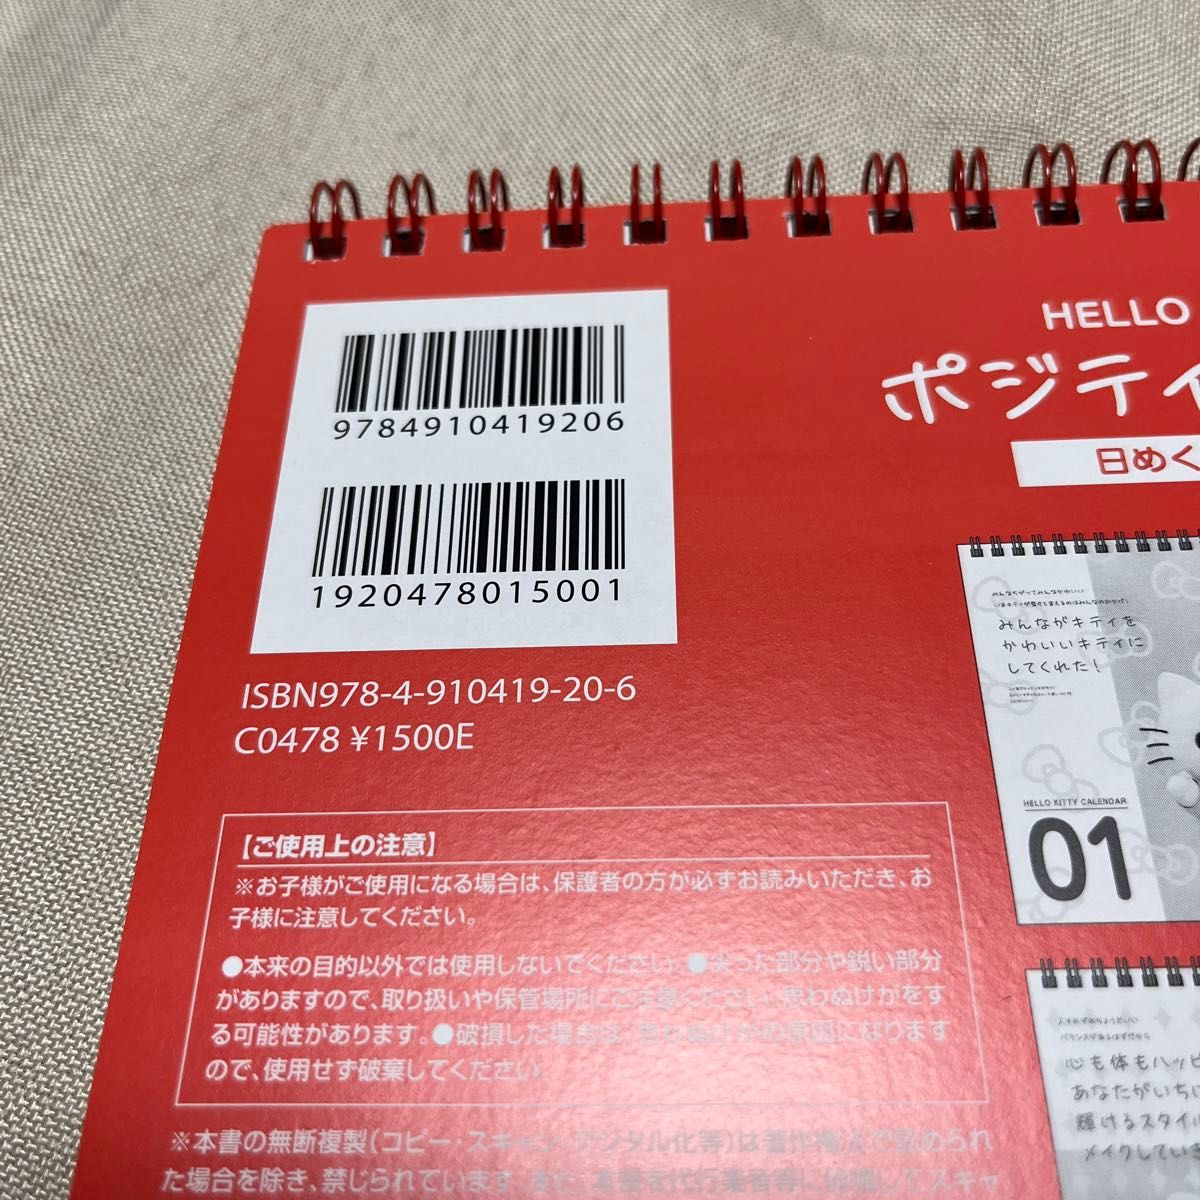 9784910419206
1920478015001
ISBN978-4-910419-20-6
C0478 ¥1500E
HELLO
ポジティ
日めく
【ご使用上の注意】
※お子様がご使用になる場合は、保護者の方が必ずお読みいただき、お
子様に注意してください。
●本来の目的以外では使用しないでください。●尖った部分や鋭い部分
がありますので、取り扱いや保管場所にご注意ください。思わぬけがをす
る可能性があります。●破損した場合は
の原因になります
ので、使用せず破棄してください。
※本書の無断複製(コピー・スキャン・デジタル化等)は著作権法で認められ
た場合を除き、禁じられています。また、本書を代行業者等に依頼してスキャ
みんながキティを
かわいいキティに
してくれた!
HELLO KITTY CALENDAR
01
心も体もハッピ
あなたがいちに
輝けるスタイル
メイクしていき